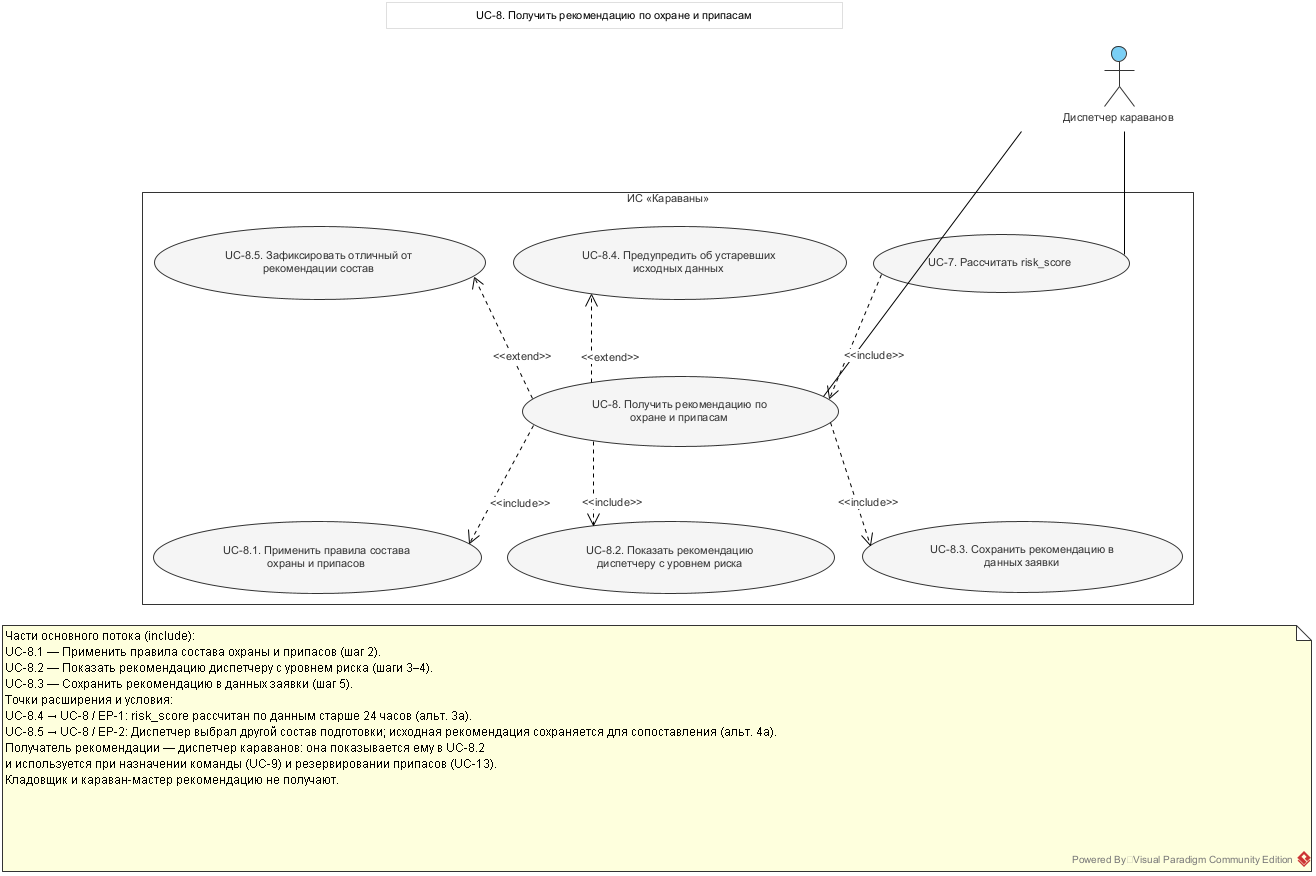 UC-8. Получить рекомендацию по охране и припасам
Диспетчер караванов
ИС «Караваны»
UC-8.5. Зафиксировать отличный от
рекомендации состав
UC-8.4. Предупредить об устаревших
исходных данных
UC-7. Рассчитать risk_score
<<extend>>
<<extend>>
<<include>>
UC-8. Получить рекомендацию по
охране и припасам
<<include>>
<<include>>
<<include>>
UC-8.1. Применить правила состава
охраны и припасов
UC-8.2. Показать рекомендацию
диспетчеру с уровнем риска
UC-8.3. Сохранить рекомендацию в
данных заявки
Части основного потока (include):
UC-8.1 — Применить правила состава охраны и припасов (шаг 2).
UC-8.2 — Показать рекомендацию диспетчеру с уровнем риска (шаги 3–4).
UC-8.3 — Сохранить рекомендацию в данных заявки (шаг 5).
Точки расширения и условия:
UC-8.4 → UC-8 / EP-1: risk_score рассчитан по данным старше 24 часов (альт. 3а).
UC-8.5 → UC-8 / EP-2: Диспетчер выбрал другой состав подготовки; исходная рекомендация сохраняется для сопоставления (альт. 4а).
Получатель рекомендации — диспетчер караванов: она показывается ему в UC-8.2
и используется при назначении команды (UC-9) и резервировании припасов (UC-13).
Кладовщик и караван-мастер рекомендацию не получают.
Powered By Visual Paradigm Community Edition